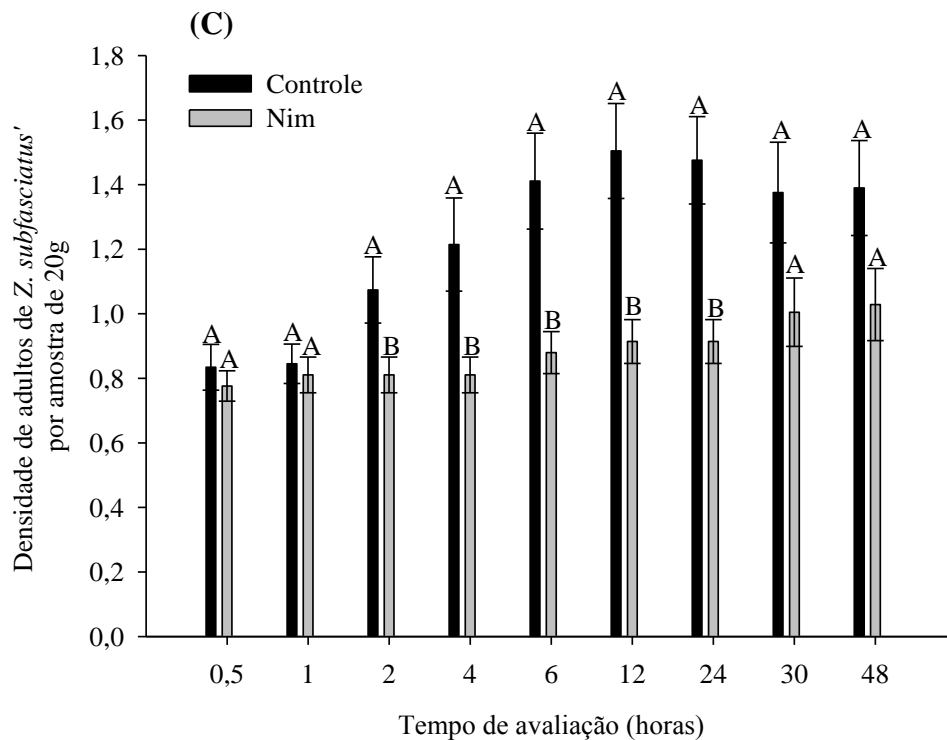 (C)
1,8
1,6
1,4
1,2
1,0
0,8
0,6
0,4
0,2
0,0
Densidade de adultos de Z. subfasciatus'
por amostra de 20g
Controle
Nim
A A
A A
A B
A B
A B
A B
A B
A A
A A
0,5 1 2 4 6 12 24 30 48
Tempo de avaliação (horas)